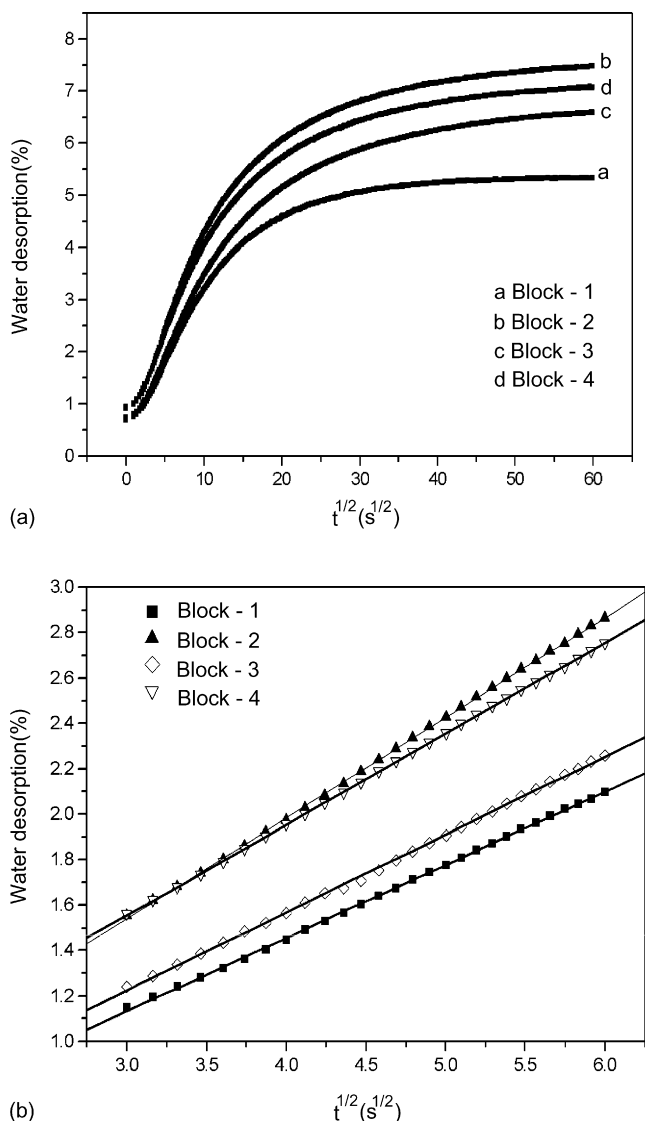 8
7
6
5
4
3
2
1
0
Water desorption(%)
b
d
c
a
a Block - 1
b Block - 2
c Block - 3
d Block - 4
0 10 20 30 40 50 60
(a)
t^1/2(s^1/2)
3.0
2.8
2.6
2.4
2.2
2.0
1.8
1.6
1.4
1.2
1.0
Water desorption(%)
Block - 1
Block - 2
Block - 3
Block - 4
3.0 3.5 4.0 4.5 5.0 5.5 6.0
(b)
t^1/2(s^1/2)